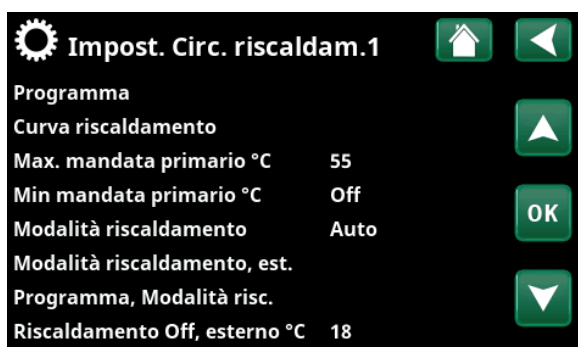 Impost. Circ. riscaldam.1
Programma
Curva riscaldamento
Max. mandata primario °C 55
Min mandata primario °C Off
Modalità riscaldamento Auto
OK
Modalità riscaldamento, est.
Programma, Modalità risc.
Riscaldamento Off, esterno °C 18